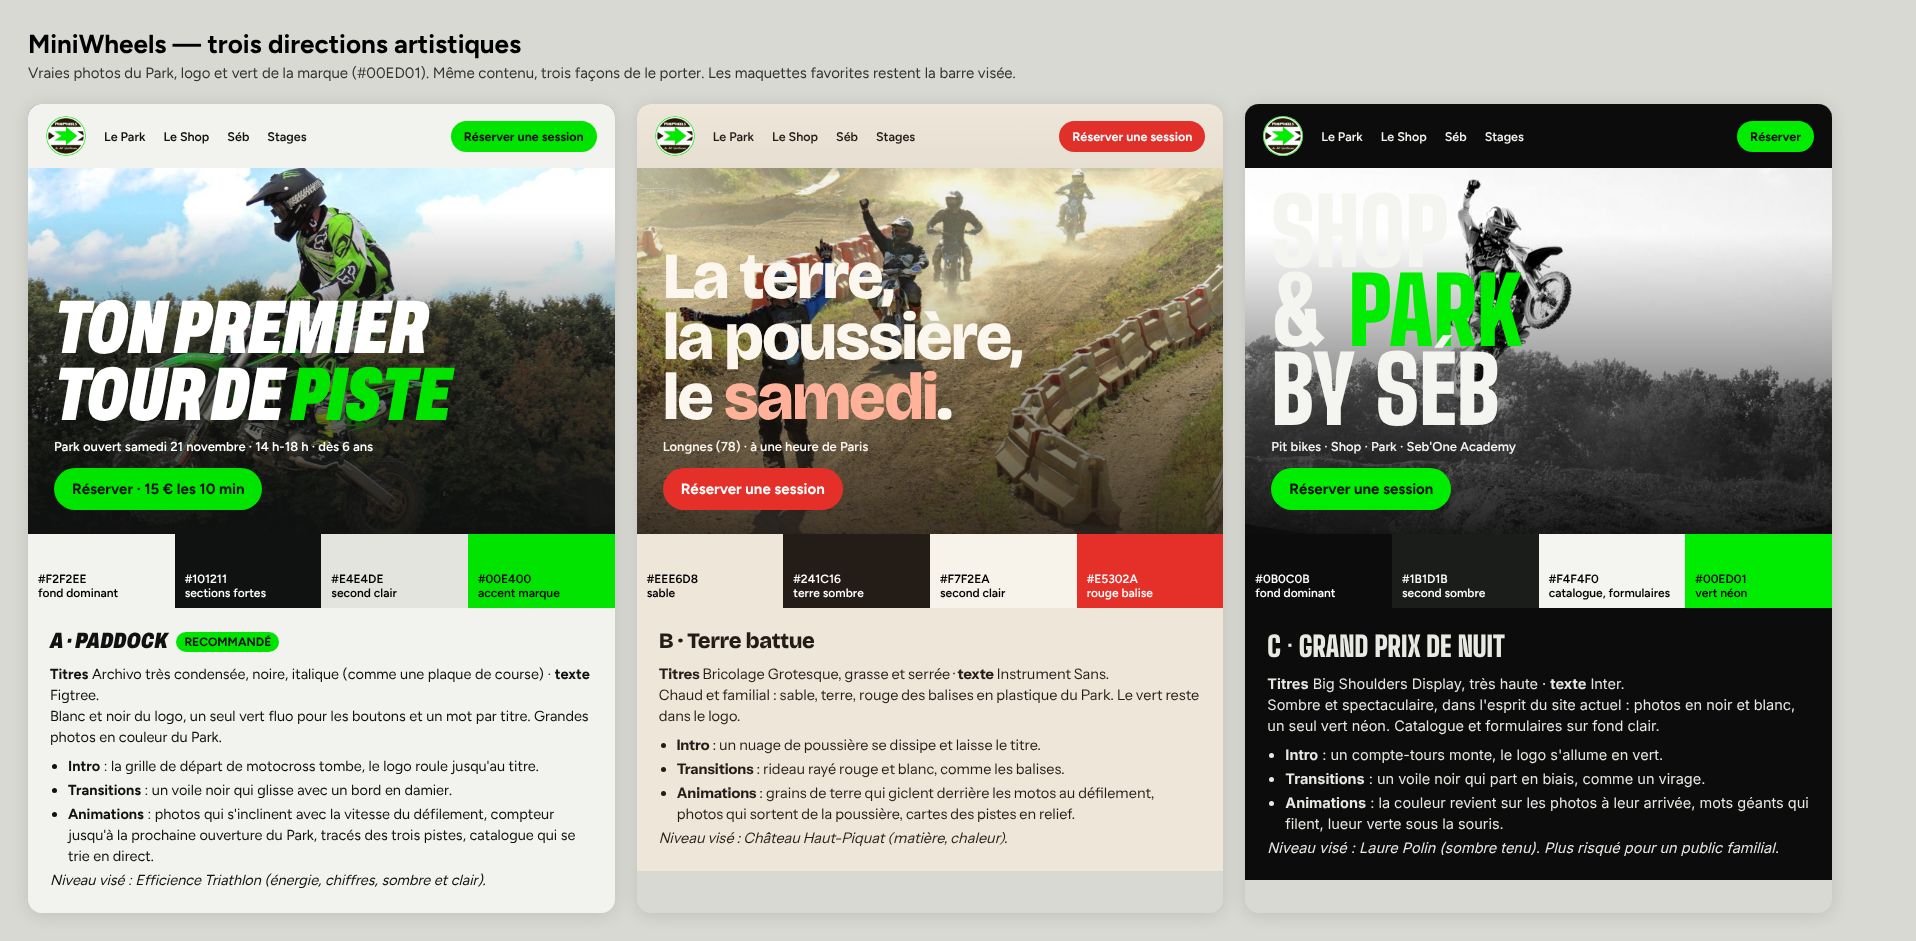 MiniWheels — trois directions artistiques
Vraies photos du Park, logo et vert de la marque (#00ED01). Même contenu, trois façons de le porter. Les maquettes favorites restent la barre visée.
Le Park Le Shop Séb Stages Réserver une session
TON PREMIER
TOUR DE PISTE
Park ouvert samedi 21 novembre · 14 h-18 h · dès 6 ans
Réserver · 15 € les 10 min
#F2F2EE
fond dominant
#101211
sections fortes
#E4E4DE
second clair
#00E400
accent marque
A · PADDOCK RECOMMANDÉ
Titres Archivo très condensée, noire, italique (comme une plaque de course) · texte
Figtree.
Blanc et noir du logo, un seul vert fluo pour les boutons et un mot par titre. Grandes
photos en couleur du Park.
• Intro : la grille de départ de motocross tombe, le logo roule jusqu'au titre.
• Transitions : un voile noir qui glisse avec un bord en damier.
• Animations : photos qui s'inclinent avec la vitesse du défilement, compteur
jusqu'à la prochaine ouverture du Park, tracés des trois pistes, catalogue qui se
trie en direct.
Niveau visé : Efficience Triathlon (énergie, chiffres, sombre et clair).
Le Park Le Shop Séb Stages Réserver une session
La terre,
la poussière,
le samedi.
Longnes (78) · à une heure de Paris
Réserver une session
#EEE6D8
sable
#241C16
terre sombre
#F7F2EA
second clair
#E5302A
rouge balise
B · Terre battue
Titres Bricolage Grotesque, grasse et serrée · texte Instrument Sans.
Chaud et familial : sable, terre, rouge des balises en plastique du Park. Le vert reste
dans le logo.
• Intro : un nuage de poussière se dissipe et laisse le titre.
• Transitions : rideau rayé rouge et blanc, comme les balises.
• Animations : grains de terre qui giclent derrière les motos au défilement,
photos qui sortent de la poussière, cartes des pistes en relief.
Niveau visé : Château Haut-Piquat (matière, chaleur).
Le Park Le Shop Séb Stages Réserver
SHOP
& PARK
BY SÉB
Pit bikes · Shop · Park · Seb'One Academy
Réserver une session
#0B0C0B
fond dominant
#1B1D1B
second sombre
#F4F4F0
catalogue, formulaires
#00ED01
vert néon
C · GRAND PRIX DE NUIT
Titres Big Shoulders Display, très haute · texte Inter.
Sombre et spectaculaire, dans l'esprit du site actuel : photos en noir et blanc,
un seul vert néon. Catalogue et formulaires sur fond clair.
• Intro : un compte-tours monte, le logo s'allume en vert.
• Transitions : un voile noir qui part en biais, comme un virage.
• Animations : la couleur revient sur les photos à leur arrivée, mots géants qui
filent, lueur verte sous la souris.
Niveau visé : Laure Polin (sombre tenu). Plus risqué pour un public familial.